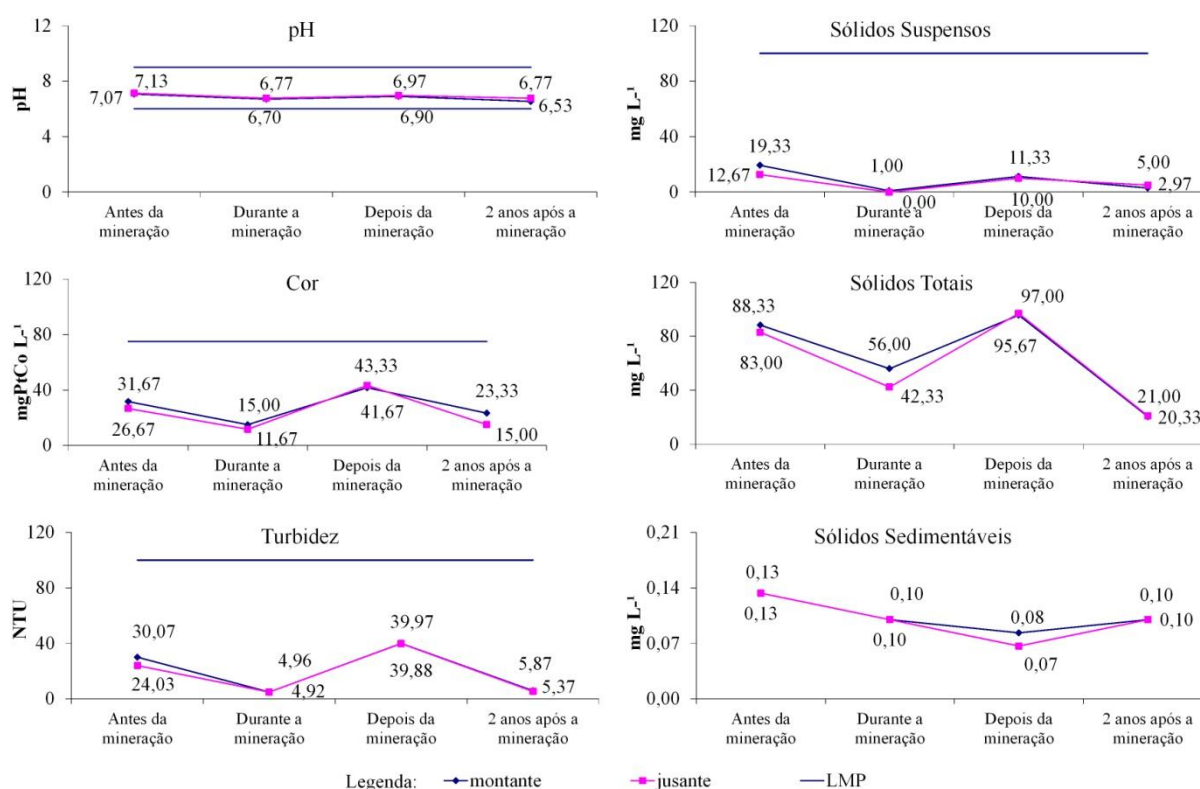 pH
12
8
4
0
pH
7,13
6,77
6,97
6,77
7,07
6,70
6,90
6,53
Antes da mineração
Durante a mineração
Depois da mineração
2 anos após a mineração
Sólidos Suspensos
120
80
40
0
mg L-¹
19,33
1,00
11,33
5,00
12,67
0,00
10,00
2,97
Antes da mineração
Durante a mineração
Depois da mineração
2 anos após a mineração
Cor
120
80
40
0
mgPtCo L-¹
31,67
15,00
43,33
23,33
26,67
11,67
41,67
15,00
Antes da mineração
Durante a mineração
Depois da mineração
2 anos após a mineração
Sólidos Totais
120
80
40
0
mg L-¹
88,33
56,00
97,00
21,00
83,00
42,33
95,67
20,33
Antes da mineração
Durante a mineração
Depois da mineração
2 anos após a mineração
Turbidez
120
80
40
0
NTU
30,07
4,96
39,97
5,87
24,03
4,92
39,88
5,37
Antes da mineração
Durante a mineração
Depois da mineração
2 anos após a mineração
Sólidos Sedimentáveis
0,21
0,14
0,07
0,00
mg L-¹
0,13
0,10
0,08
0,10
0,13
0,10
0,07
0,10
Antes da mineração
Durante a mineração
Depois da mineração
2 anos após a mineração
Legenda: montante jusante LMP